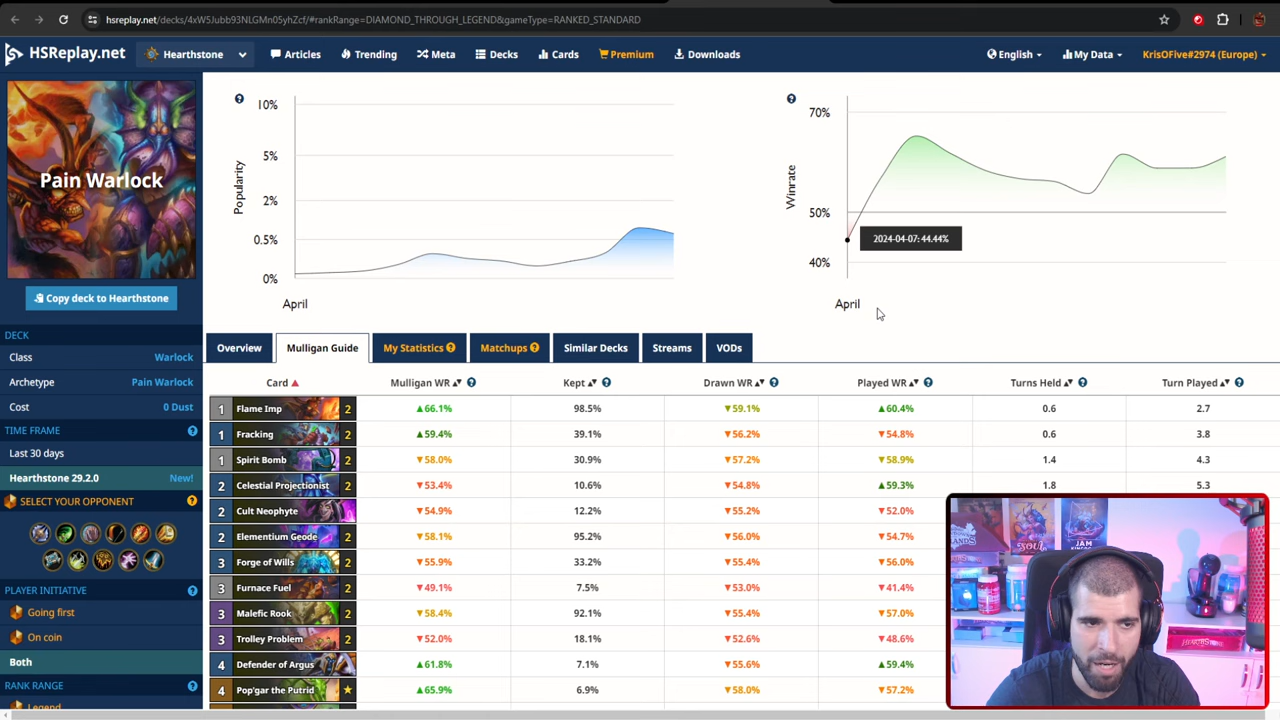 hsreplay.net/decks/4xW5Jubb93NLGMn05yhZcf/#rankRange=DIAMOND_THROUGH_LEGEND&gameType=RANKED_STANDARD
HSReplay.net Hearthstone Articles Trending Meta Decks Cards Premium Downloads English My Data KrisOFive#2974 (Europe)
Pain Warlock
Copy deck to Hearthstone
DECK
Class Warlock
Archetype Pain Warlock
Cost 0 Dust
TIME FRAME
Last 30 days
Hearthstone 29.2.0 New!
SELECT YOUR OPPONENT
PLAYER INITIATIVE
Going first
On coin
Both
RANK RANGE
Legend
Popularity
10%
5%
2%
0.5%
0%
April
Winrate
70%
50%
40%
2024-04-07: 44.44%
April
Overview Mulligan Guide My Statistics Matchups Similar Decks Streams VODs
Card Mulligan WR Kept Drawn WR Played WR Turns Held Turn Played
1 Flame Imp 2 66.1% 98.5% 59.1% 60.4% 0.6 2.7
1 Fracking 2 59.4% 39.1% 56.2% 54.8% 0.6 3.8
1 Spirit Bomb 2 58.0% 30.9% 57.2% 58.9% 1.4 4.3
2 Celestial Projectionist 2 53.4% 10.6% 54.8% 59.3% 1.8 5.3
2 Cult Neophyte 2 54.9% 12.2% 55.2% 52.0%
2 Elementium Geode 2 58.1% 95.2% 56.0% 54.7%
3 Forge of Wills 2 55.9% 33.2% 55.4% 56.0%
3 Furnace Fuel 2 49.1% 7.5% 53.0% 41.4%
3 Malefic Rook 2 58.4% 92.1% 55.4% 57.0%
3 Trolley Problem 2 52.0% 18.1% 52.6% 48.6%
4 Defender of Argus 2 61.8% 7.1% 55.6% 59.4%
4 Pop'gar the Putrid 65.9% 6.9% 58.0% 57.2%